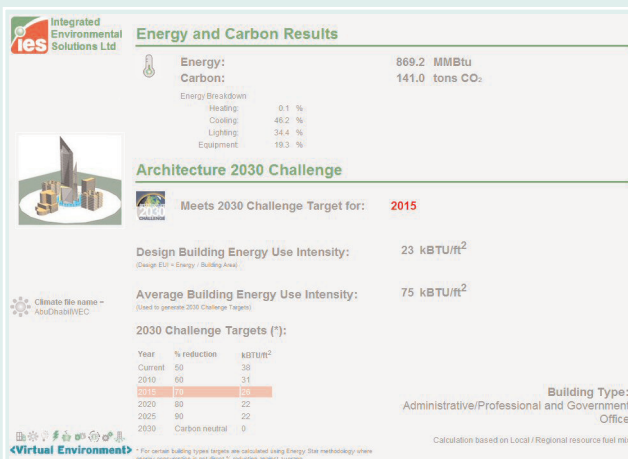 Integrated
Environmental
Solutions Ltd
ies
Energy and Carbon Results
Energy: 869.2 MMBtu
Carbon: 141.0 tons CO₂
Energy Breakdown:
Heating: 0.1 %
Cooling: 46.2 %
Lighting: 34.4 %
Equipment: 19.3 %
Architecture 2030 Challenge
2030
CHALLENGE
Meets 2030 Challenge Target for: 2015
Design Building Energy Use Intensity: 23 kBTU/ft²
(Design EUI = Energy / Building Area)
Average Building Energy Use Intensity: 75 kBTU/ft²
(Used to generate 2030 Challenge Targets)
Climate file name =
AbuDhabiIWEC
2030 Challenge Targets (*):
Year % reduction kBTU/ft²
Current 50 38
2010 60 31
2015 70 26
2020 80 22
2025 90 22
2030 Carbon neutral 0
Building Type:
Administrative/Professional and Government
Office
Calculation based on Local / Regional resource fuel mi
<Virtual Environment>
* For certain building types targets are calculated using Energy Star methodology where